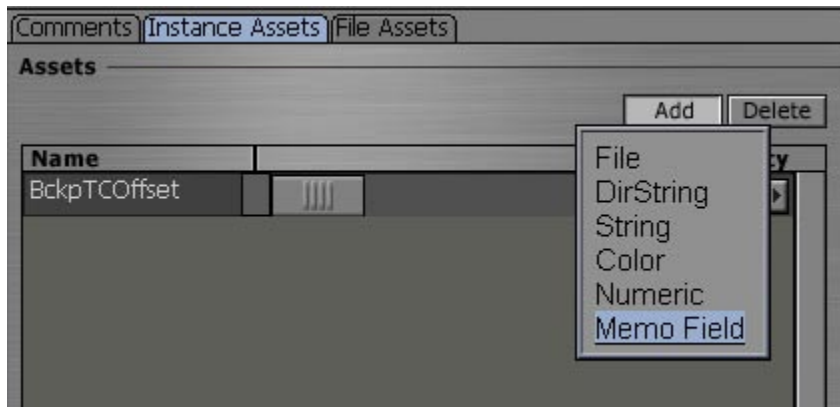 Comments Instance Assets File Assets
Assets
Add Delete
Name
BckpTCOffset
File
DirString
String
Color
Numeric
Memo Field